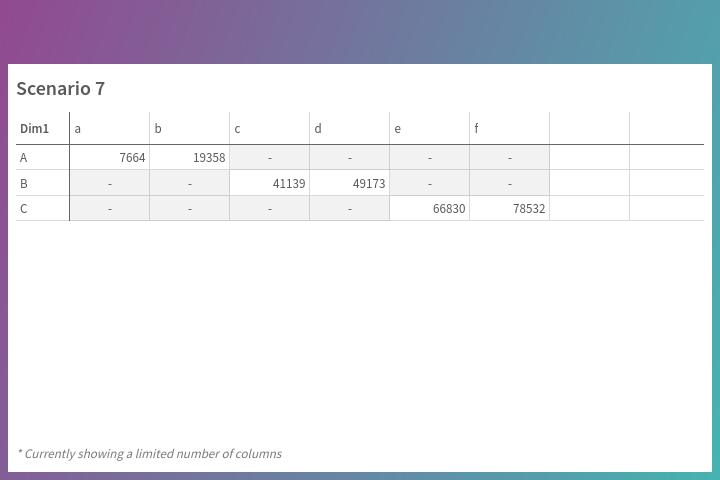 Scenario 7
Dim1 a b c d e f
A 7664 19358 - - - -
B - - 41139 49173 - -
C - - - - 66830 78532
* Currently showing a limited number of columns